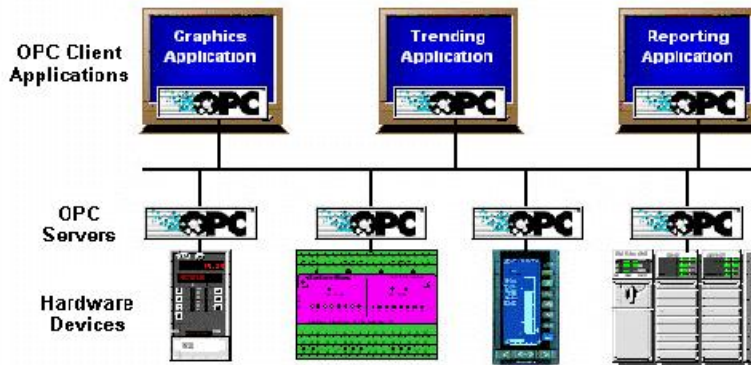 OPC Client
Applications
Graphics
Application
OPC
Trending
Application
OPC
Reporting
Application
OPC
OPC
Servers
OPC
OPC
OPC
OPC
Hardware
Devices